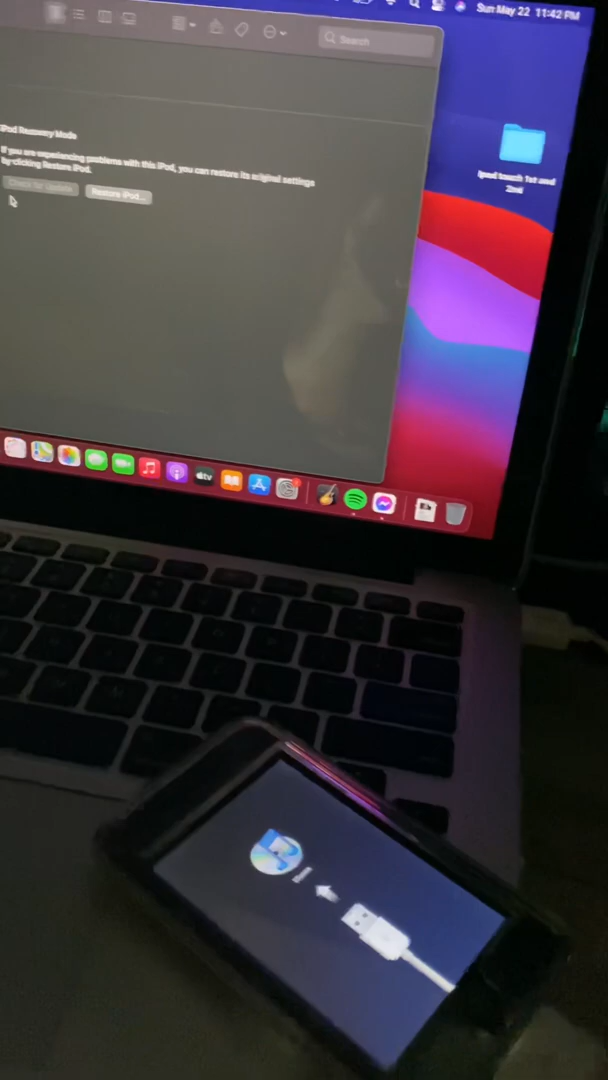 Sun May 22 11:42 PM
Search
iPod Recovery Mode
If you are experiencing problems with this iPod, you can restore its original settings
by clicking Restore iPod.
Check for Update
Restore iPod...
ipod touch 1st and
2nd
tv